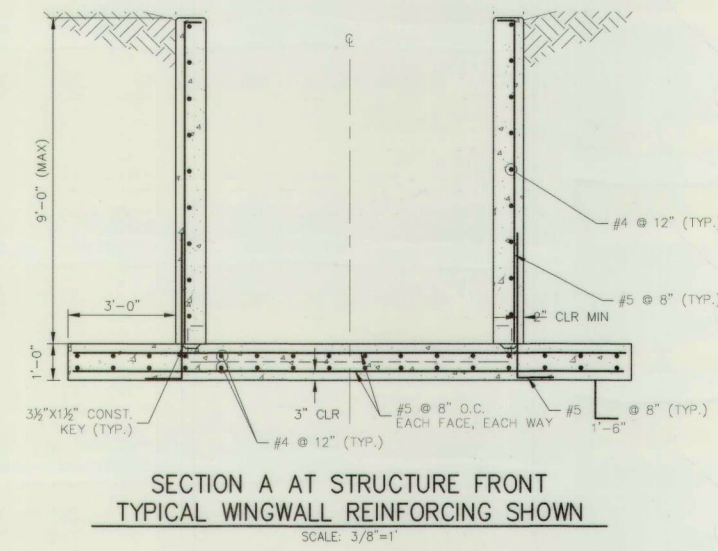 ℄
9'-0" (MAX)
#4 @ 12" (TYP.)
#5 @ 8" (TYP.)
2" CLR MIN
3'-0"
1'-0"
3½"X1½" CONST.
KEY (TYP.)
3" CLR
#4 @ 12" (TYP.)
#5 @ 8" O.C.
EACH FACE, EACH WAY
#5 @ 8" (TYP.)
1'-6"
SECTION A AT STRUCTURE FRONT
TYPICAL WINGWALL REINFORCING SHOWN
SCALE: 3/8"=1'